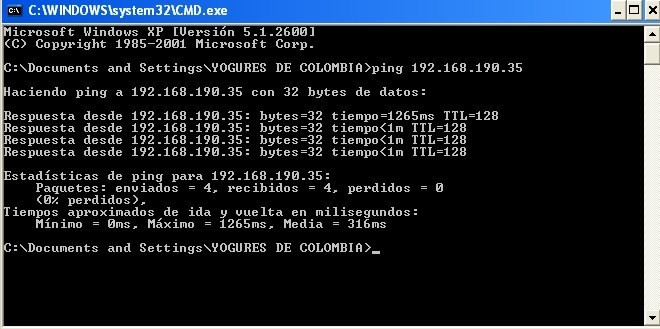 C:\WINDOWS\system32\CMD.exe
Microsoft Windows XP [Versión 5.1.2600]
(C) Copyright 1985-2001 Microsoft Corp.
C:\Documents and Settings\YOGURES DE COLOMBIA>ping 192.168.190.35
Haciendo ping a 192.168.190.35 con 32 bytes de datos:
Respuesta desde 192.168.190.35: bytes=32 tiempo=1265ms TTL=128
Respuesta desde 192.168.190.35: bytes=32 tiempo<1m TTL=128
Respuesta desde 192.168.190.35: bytes=32 tiempo<1m TTL=128
Respuesta desde 192.168.190.35: bytes=32 tiempo<1m TTL=128
Estadísticas de ping para 192.168.190.35:
Paquetes: enviados = 4, recibidos = 4, perdidos = 0
(0% perdidos),
Tiempos aproximados de ida y vuelta en milisegundos:
Mínimo = 0ms, Máximo = 1265ms, Media = 316ms
C:\Documents and Settings\YOGURES DE COLOMBIA>_